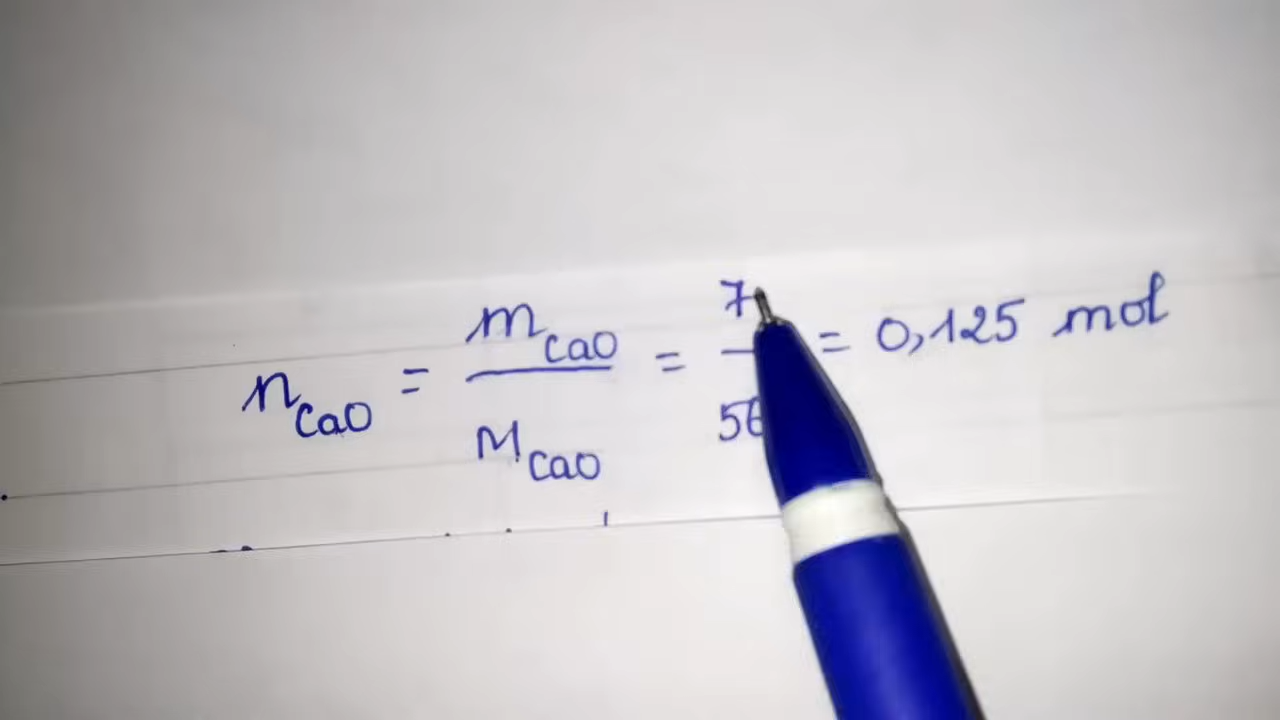 n_CaO = m_CaO / M_CaO = 7 / 56 = 0,125 mol